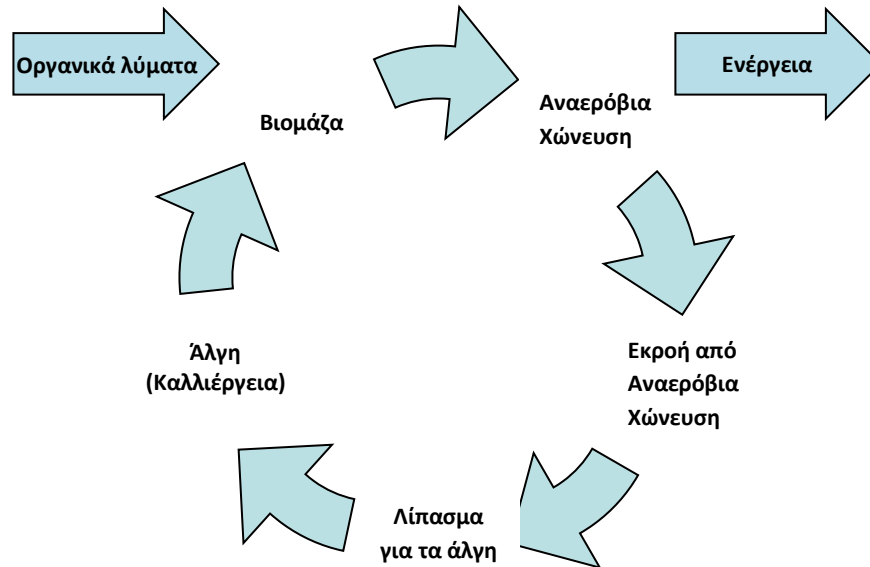 Οργανικά λύματα
Βιομάζα
Αναερόβια
Χώνευση
Ενέργεια
Εκροή από
Αναερόβια
Χώνευση
Λίπασμα
για τα άλγη
Άλγη
(Καλλιέργεια)